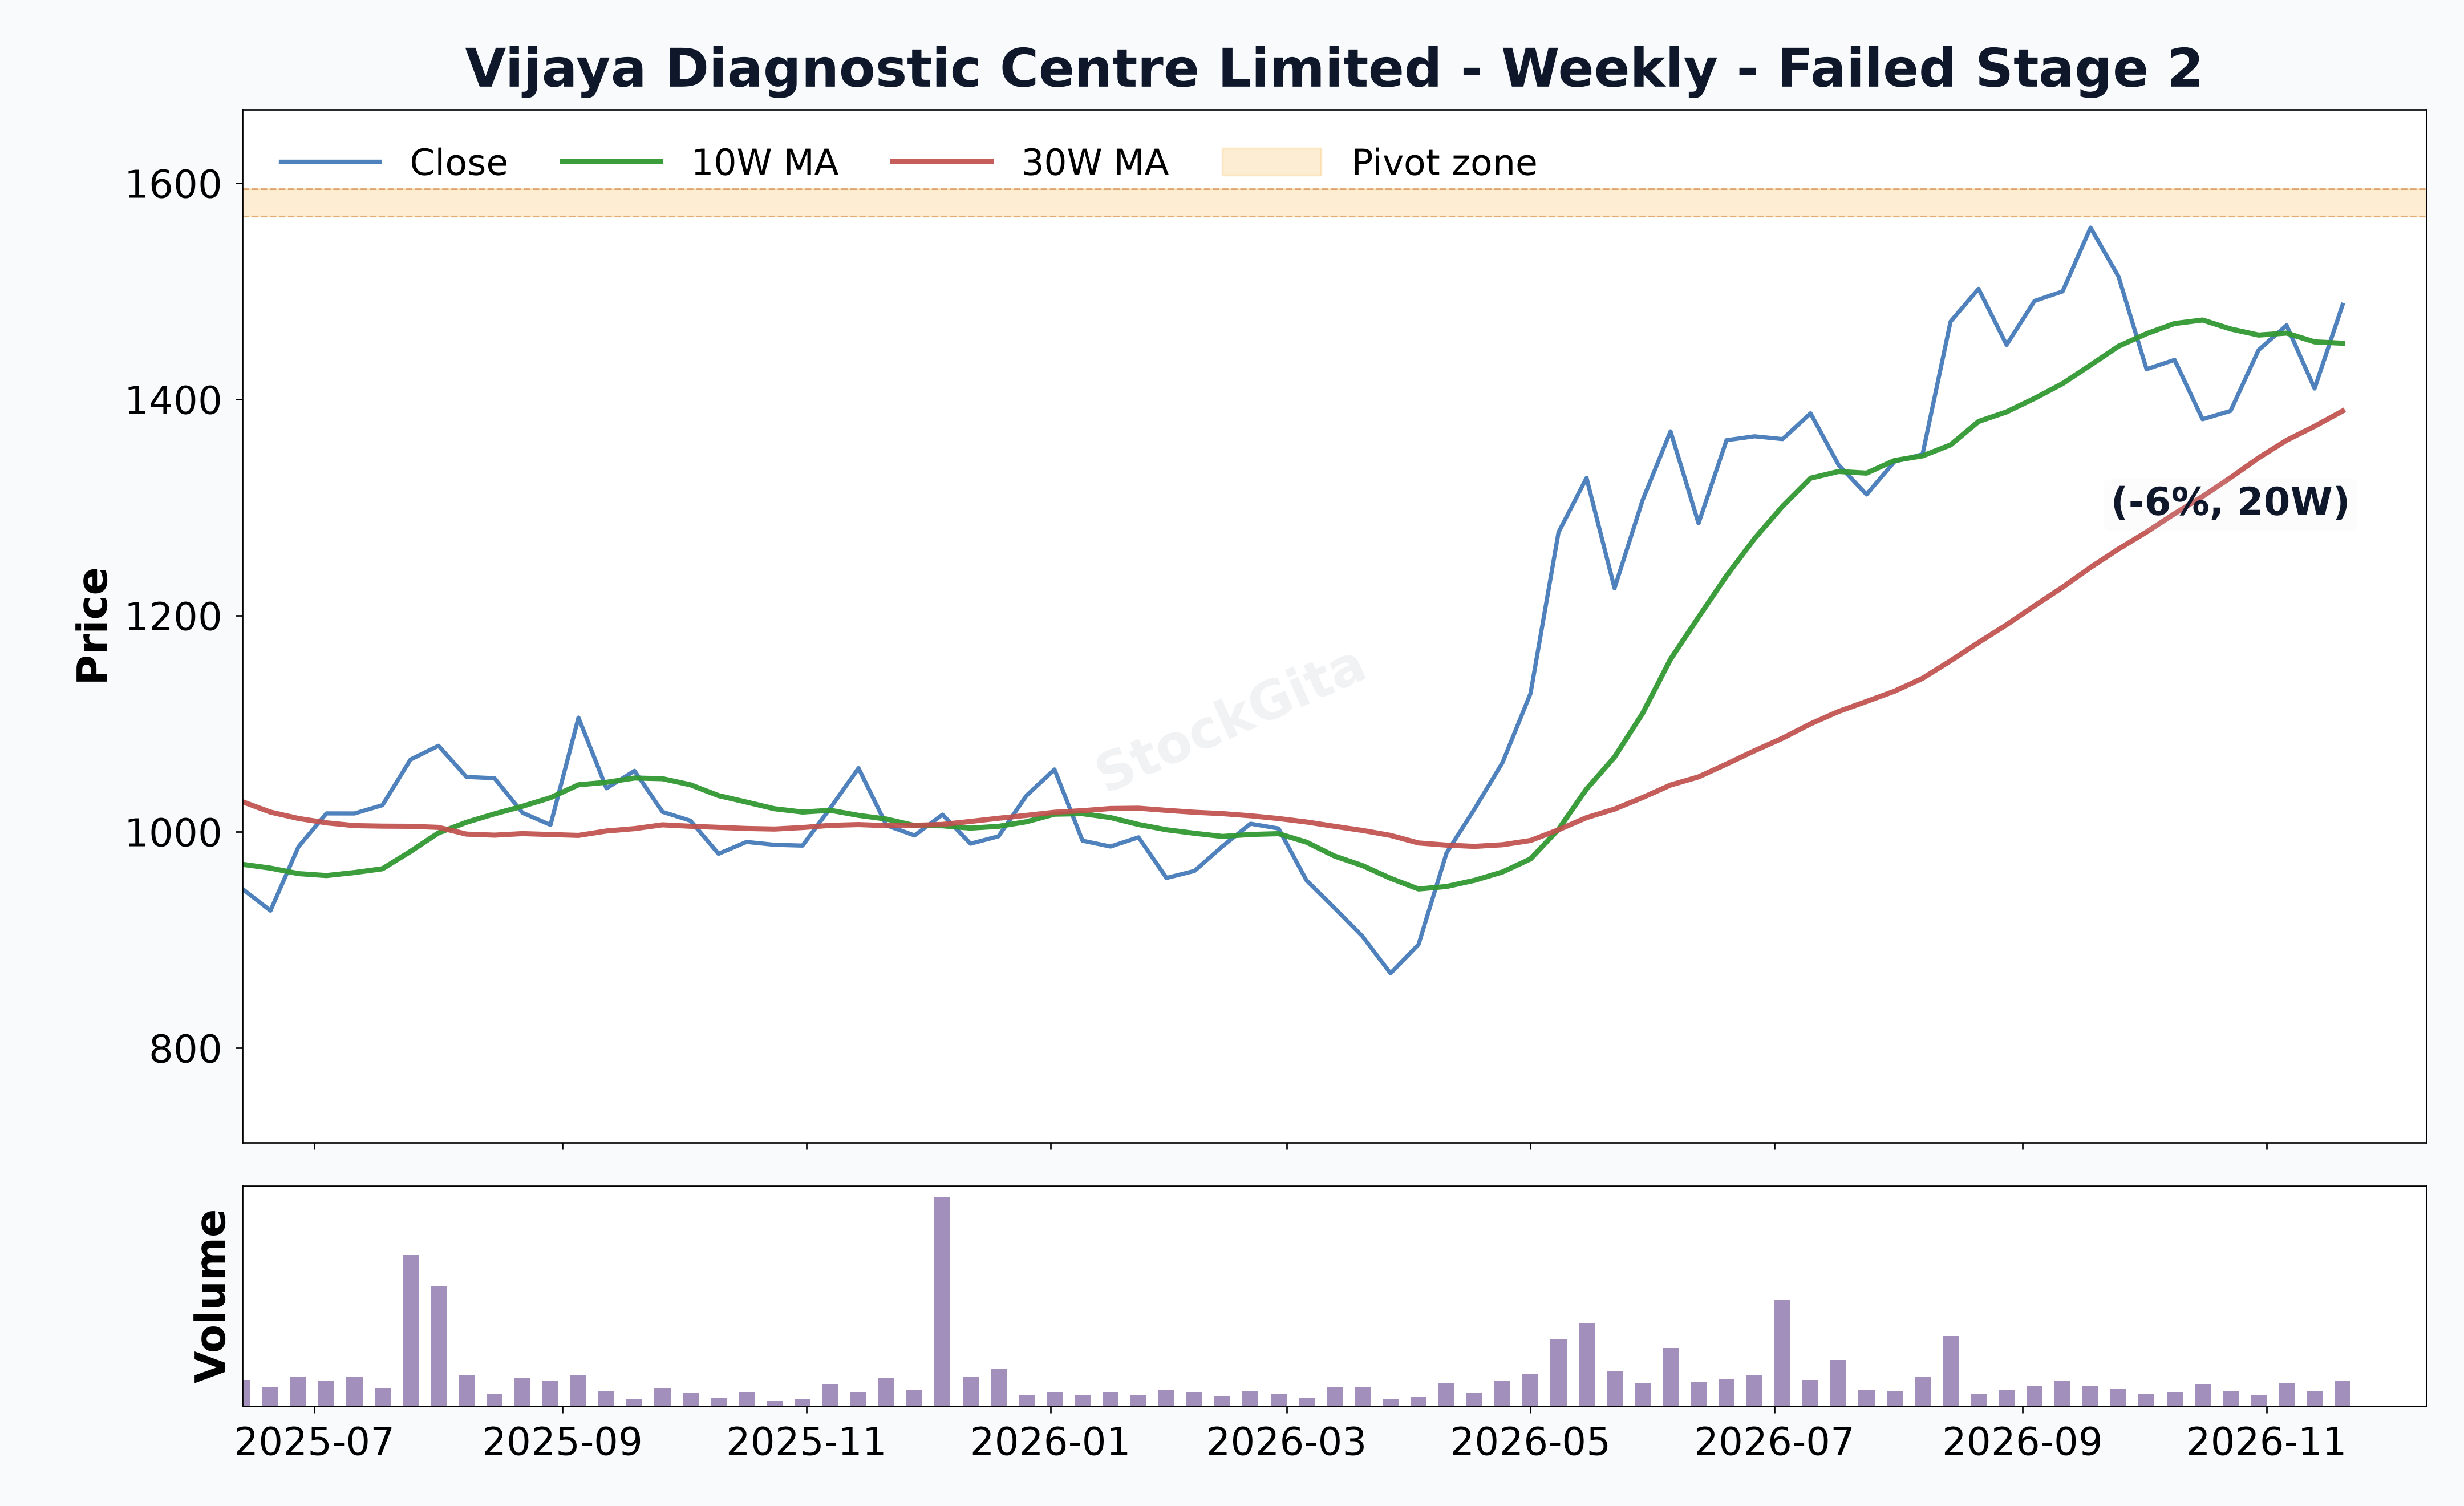 Vijaya Diagnostic Centre Limited - Weekly - Failed Stage 2
Close 10W MA 30W MA Pivot zone
1600
1400
1200
1000
800
Price
(-6%, 20W)
StockGita
Volume
2025-07 2025-09 2025-11 2026-01 2026-03 2026-05 2026-07 2026-09 2026-11